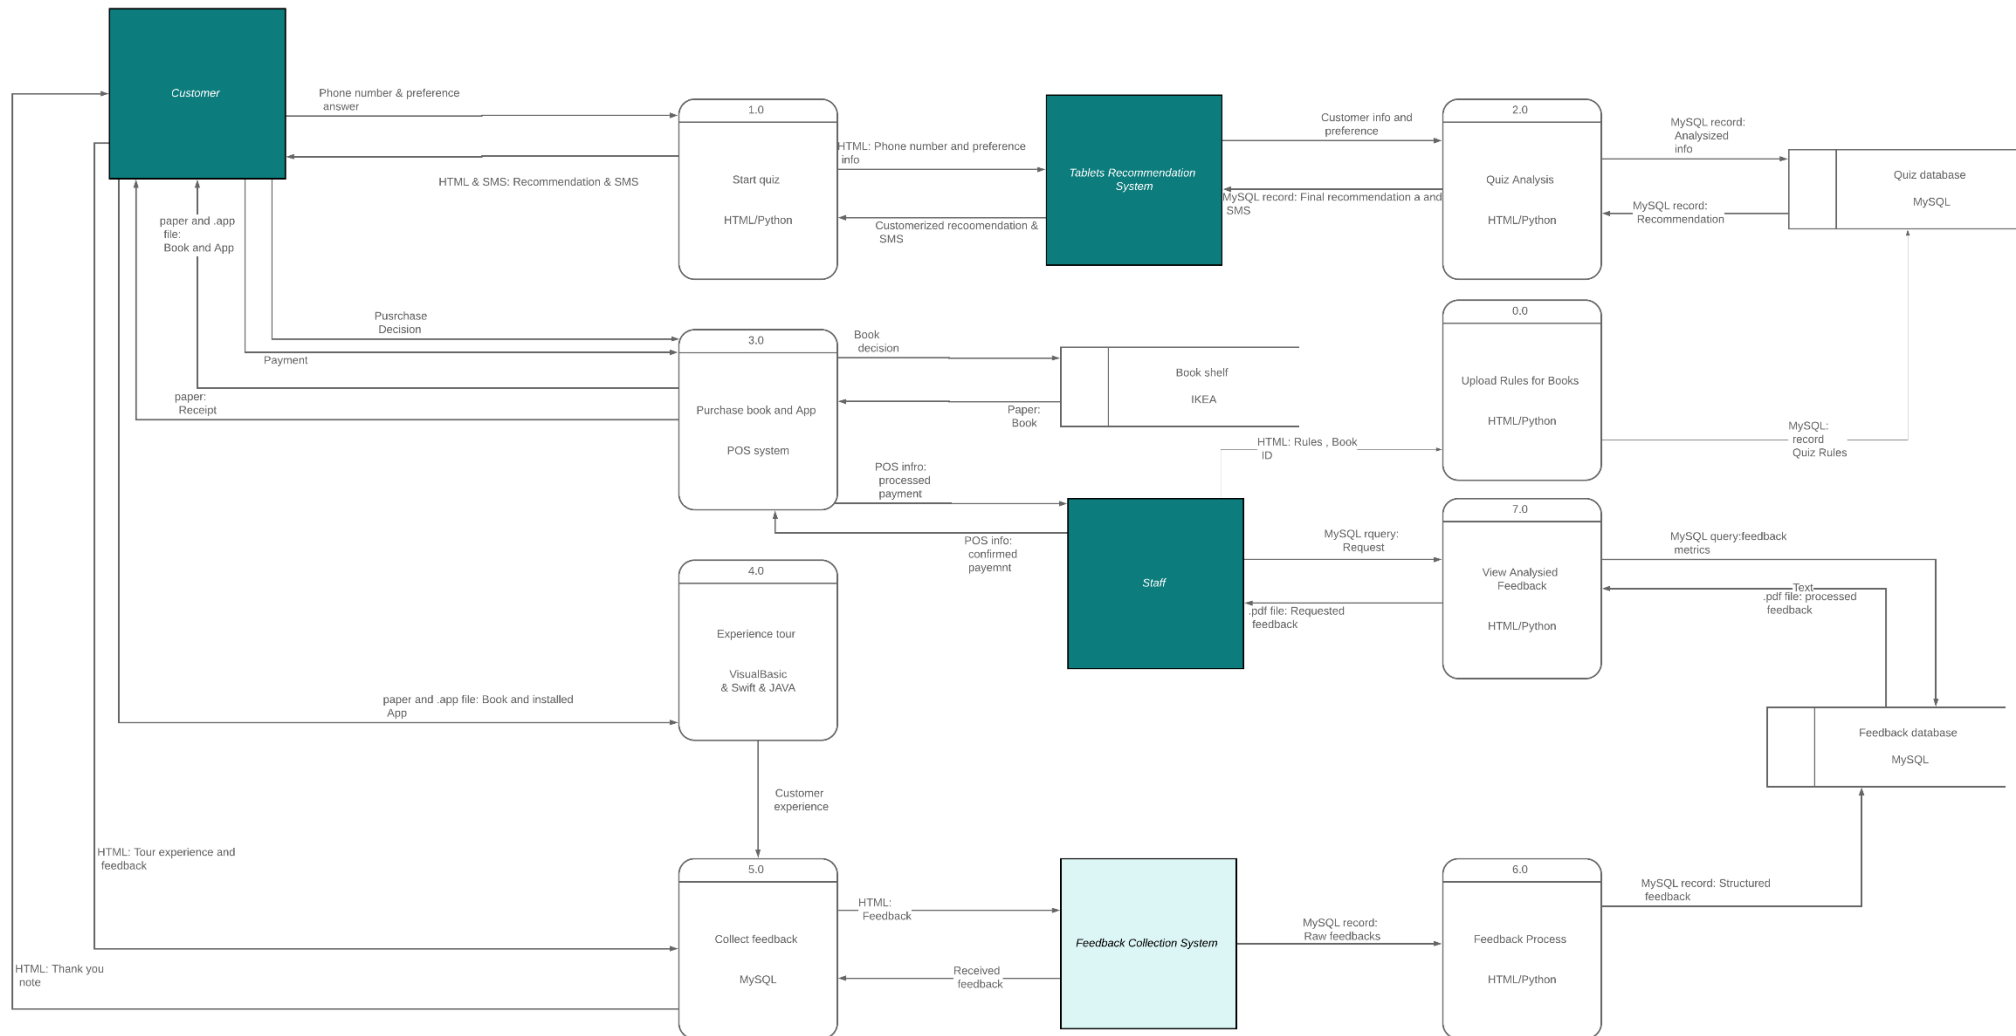 Customer
Phone number & preference
answer
HTML & SMS: Recommendation & SMS
1.0
Start quiz
HTML/Python
HTML: Phone number and preference
info
Customerized recoomendation &
SMS
Tablets Recommendation
System
Customer info and
preference
MySQL record: Final recommendation a and
SMS
2.0
Quiz Analysis
HTML/Python
MySQL record:
Analysized
info
MySQL record:
Recommendation
Quiz database
MySQL
paper and .app
file:
Book and App
Pusrchase
Decision
Payment
paper:
Receipt
3.0
Purchase book and App
POS system
Book
decision
Paper:
Book
Book shelf
IKEA
0.0
Upload Rules for Books
HTML/Python
HTML: Rules , Book
ID
MySQL:
record
Quiz Rules
POS infro:
processed
payment
POS info:
confirmed
payemnt
Staff
MySQL rquery:
Request
.pdf file: Requested
feedback
7.0
View Analysied
Feedback
HTML/Python
MySQL query:feedback
metrics
Text
.pdf file: processed
feedback
4.0
Experience tour
VisualBasic
& Swift & JAVA
paper and .app file: Book and installed
App
Feedback database
MySQL
Customer
experience
HTML: Tour experience and
feedback
HTML: Thank you
note
5.0
Collect feedback
MySQL
HTML:
Feedback
Received
feedback
Feedback Collection System
MySQL record:
Raw feedbacks
6.0
Feedback Process
HTML/Python
MySQL record: Structured
feedback